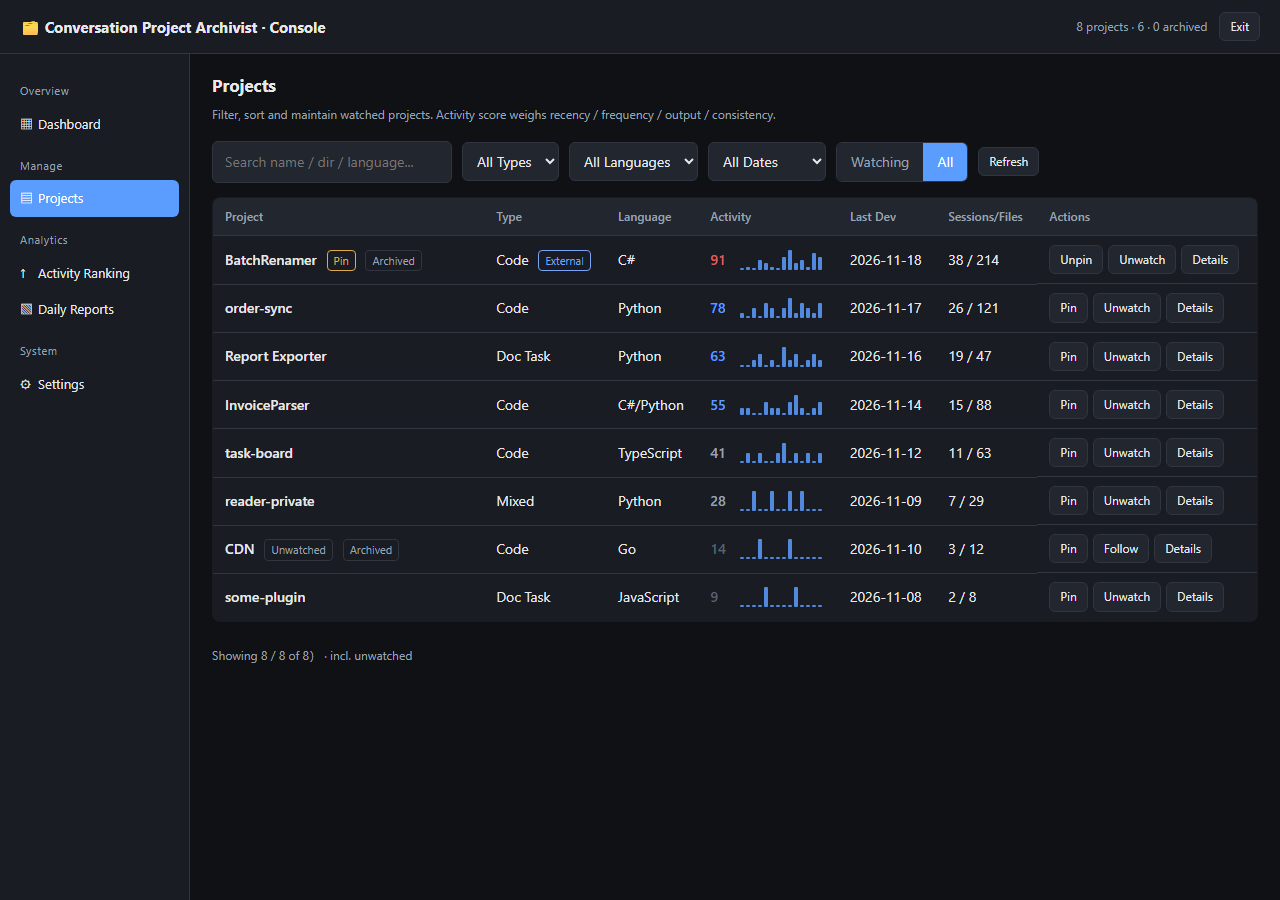 Conversation Project Archivist · Console
8 projects · 6 · 0 archived Exit
Overview
Dashboard
Manage
Projects
Analytics
Activity Ranking
Daily Reports
System
Settings
Projects
Filter, sort and maintain watched projects. Activity score weighs recency / frequency / output / consistency.
Search name / dir / language... All Types All Languages All Dates Watching All Refresh
Project Type Language Activity Last Dev Sessions/Files Actions
BatchRenamer Pin Archived Code External C# 91 2026-11-18 38 / 214 Unpin Unwatch Details
order-sync Code Python 78 2026-11-17 26 / 121 Pin Unwatch Details
Report Exporter Doc Task Python 63 2026-11-16 19 / 47 Pin Unwatch Details
InvoiceParser Code C#/Python 55 2026-11-14 15 / 88 Pin Unwatch Details
task-board Code TypeScript 41 2026-11-12 11 / 63 Pin Unwatch Details
reader-private Mixed Python 28 2026-11-09 7 / 29 Pin Unwatch Details
CDN Unwatched Archived Code Go 14 2026-11-10 3 / 12 Pin Follow Details
some-plugin Doc Task JavaScript 9 2026-11-08 2 / 8 Pin Unwatch Details
Showing 8 / 8 of 8) · incl. unwatched